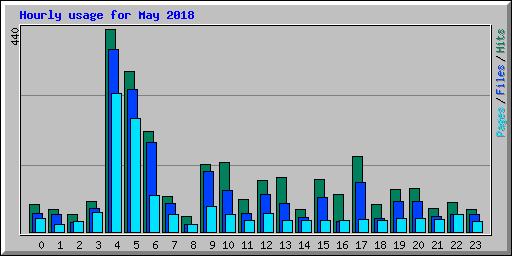 Hourly usage for May 2018
440
Pages/Files/Hits
0 1 2 3 4 5 6 7 8 9 10 11 12 13 14 15 16 17 18 19 20 21 22 23